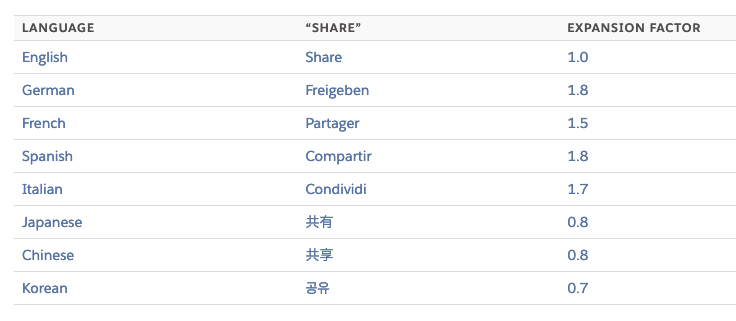 LANGUAGE “SHARE” EXPANSION FACTOR
English Share 1.0
German Freigeben 1.8
French Partager 1.5
Spanish Compartir 1.8
Italian Condividi 1.7
Japanese 共有 0.8
Chinese 共享 0.8
Korean 공유 0.7